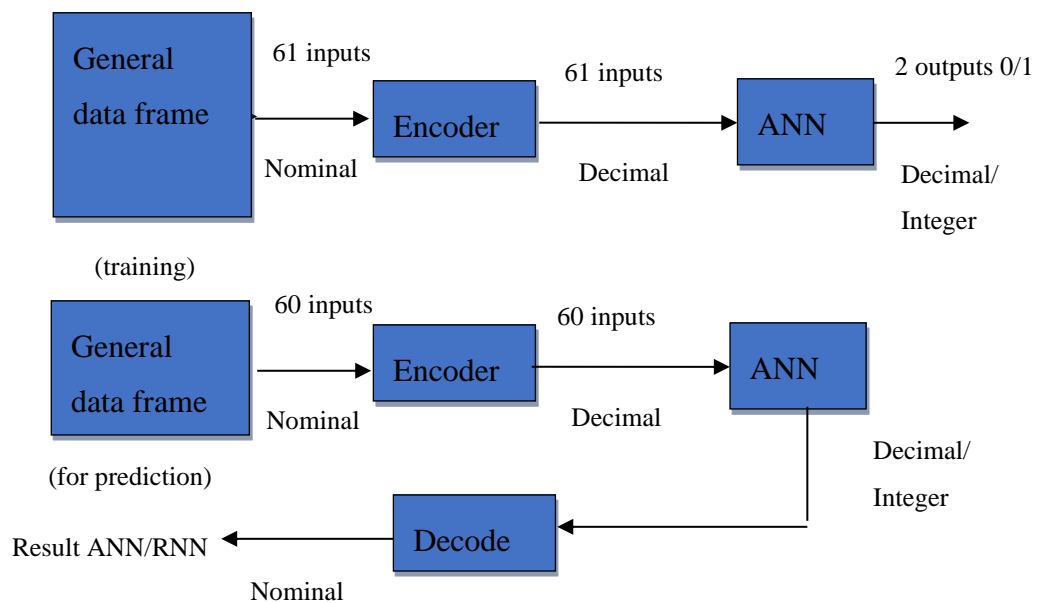 General
data frame
61 inputs
Nominal
Encoder
61 inputs
Decimal
ANN
2 outputs 0/1
Decimal/
Integer
(training)
General
data frame
60 inputs
Nominal
Encoder
60 inputs
Decimal
ANN
(for prediction)
Decimal/
Integer
Decode
Nominal
Result ANN/RNN